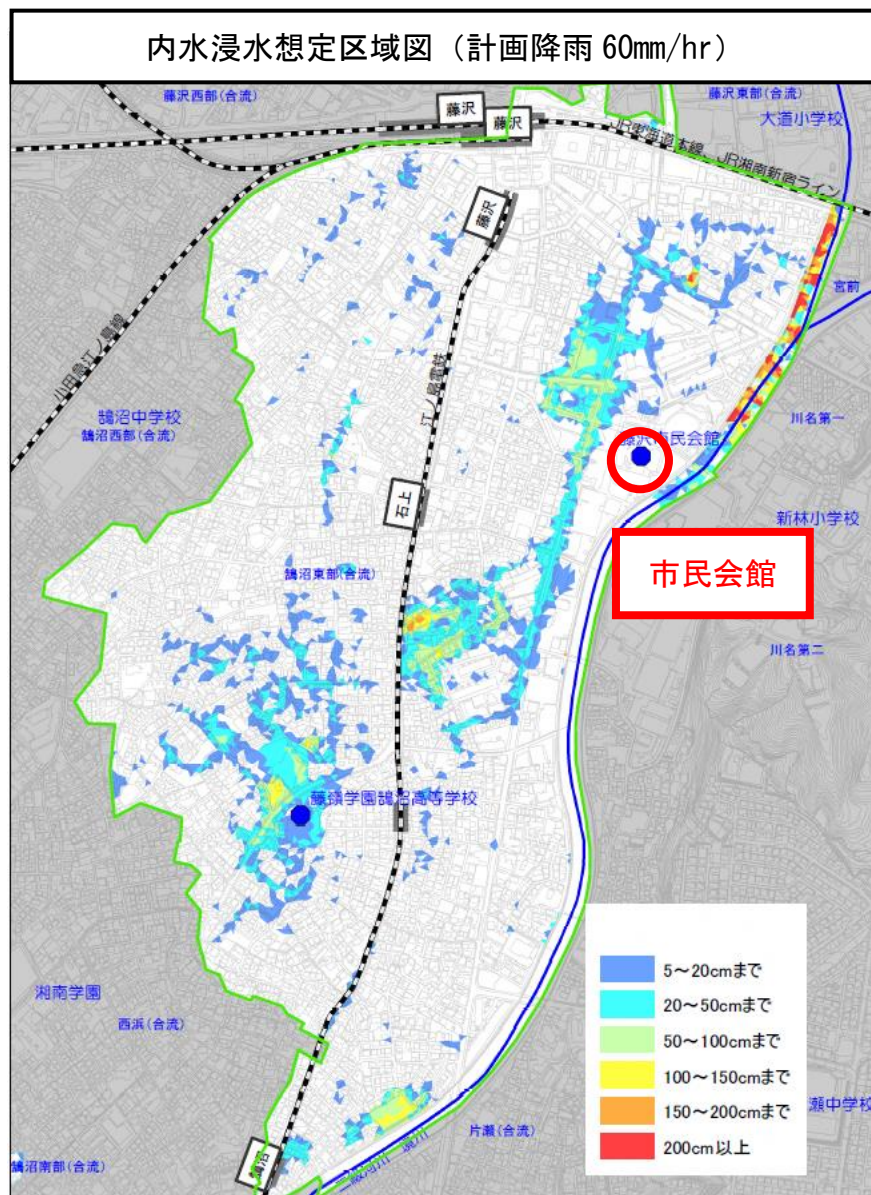 内水浸水想定区域図（計画降雨 60mm/hr）
藤沢西部(合流)
藤沢
藤沢
藤沢東部(合流)
大道小学校
JR東海道本線、JR湘南新宿ライン
藤沢
宮前
小田急江ノ島線
江ノ島電鉄
鵠沼中学校
鵠沼西部(合流)
川名第一
藤沢市民会館
石上
新林小学校
市民会館
鵠沼東部(合流)
川名第二
藤嶺学園鵠沼高等学校
5～20cmまで
湘南学園
20～50cmまで
西浜(合流)
50～100cmまで
100～150cmまで
150～200cmまで
瀬中学校
片瀬(合流)
200cm以上
鵠沼
鵠沼南部(合流)